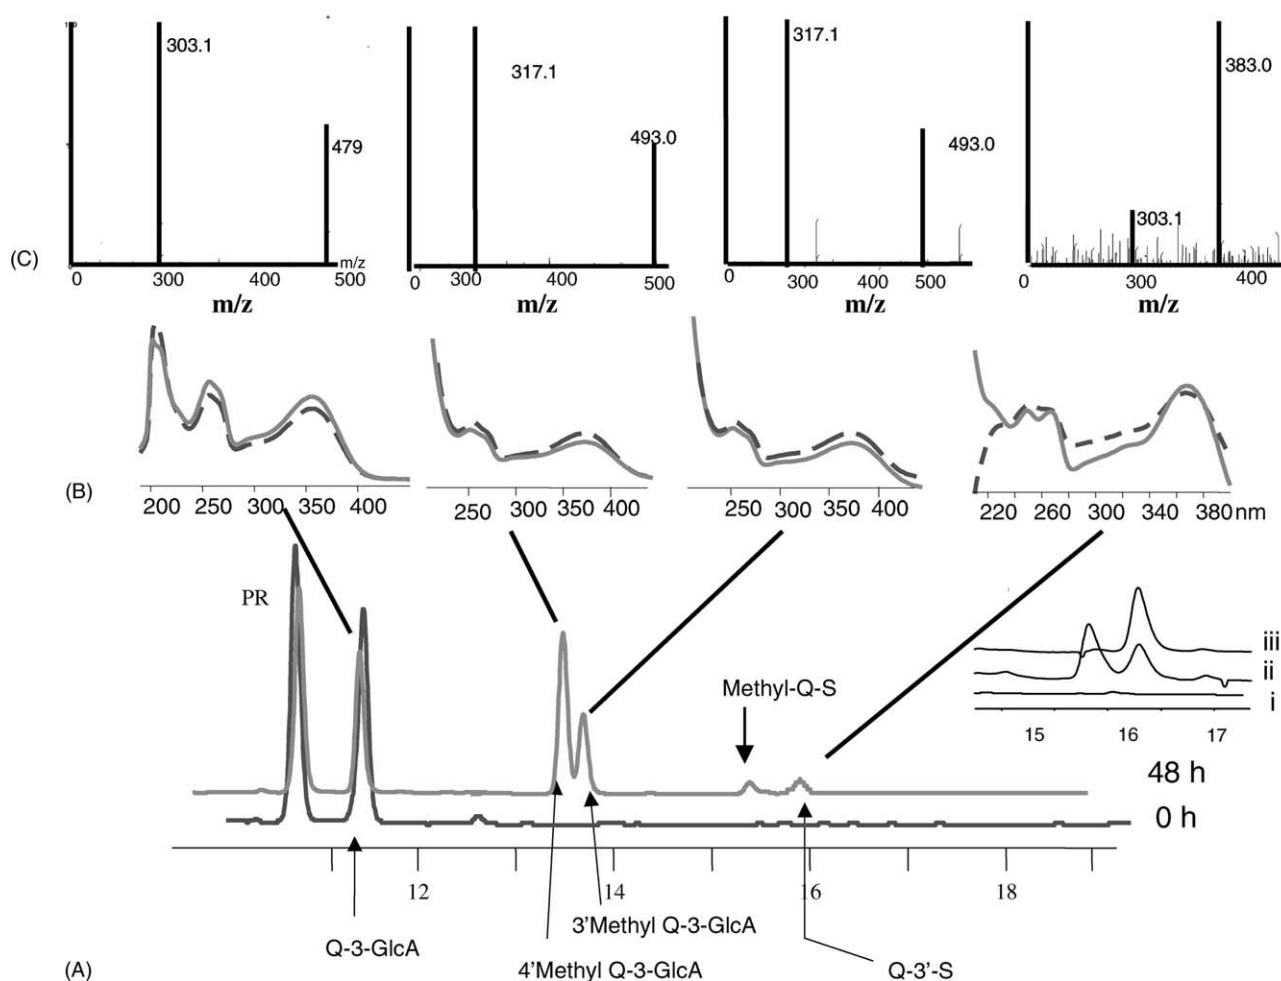 303.1
479
m/z
0 300 400 500
m/z
317.1
493.0
0 300 400 500
m/z
317.1
493.0
0 300 400 500
m/z
383.0
303.1
300 400
m/z
(C)
200 250 300 350 400
250 300 350 400
250 300 350 400
220 260 300 340 380 nm
(B)
PR
Methyl-Q-S
iii
ii
i
15 16 17
48 h
0 h
12 14 16 18
Q-3-GlcA
4'Methyl Q-3-GlcA
3'Methyl Q-3-GlcA
Q-3'-S
(A)